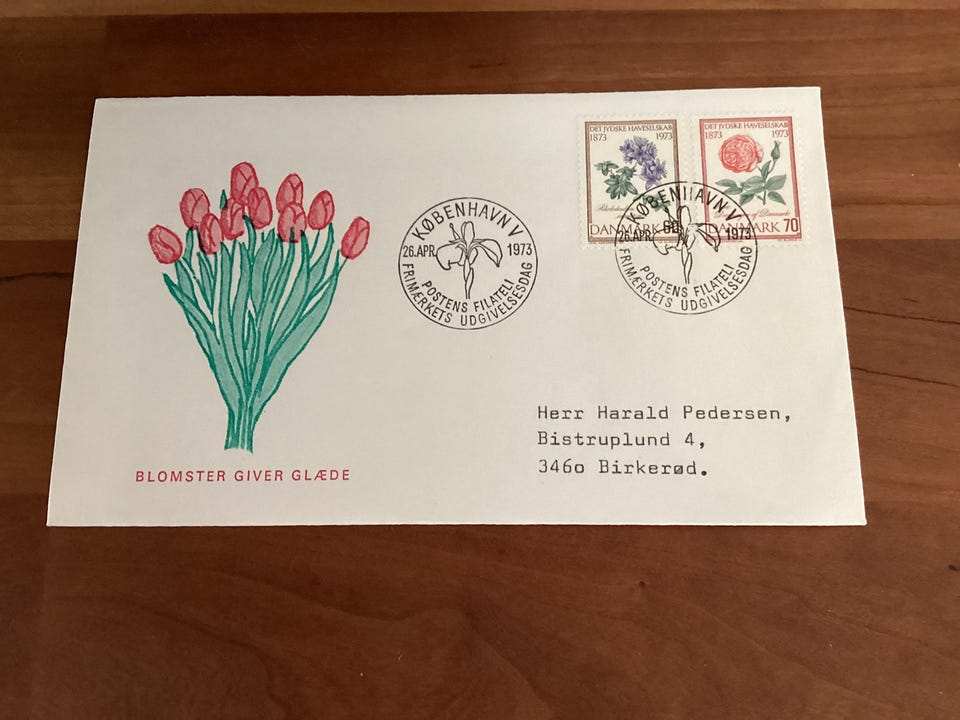 DET JYDSKE HAVESELSKAB
1873 1973
DANMARK
DET JYDSKE HAVESELSKAB
1873 1973
DANMARK 70
KØBENHAVN V
26.APR. 1973
POSTENS FILATELI
FRIMÆRKETS UDGIVELSESDAG
KØBENHAVN V
26.APR. 1973
POSTENS FILATELI
FRIMÆRKETS UDGIVELSESDAG
Herr Harald Pedersen,
Bistruplund 4,
346o Birkerød.
BLOMSTER GIVER GLÆDE